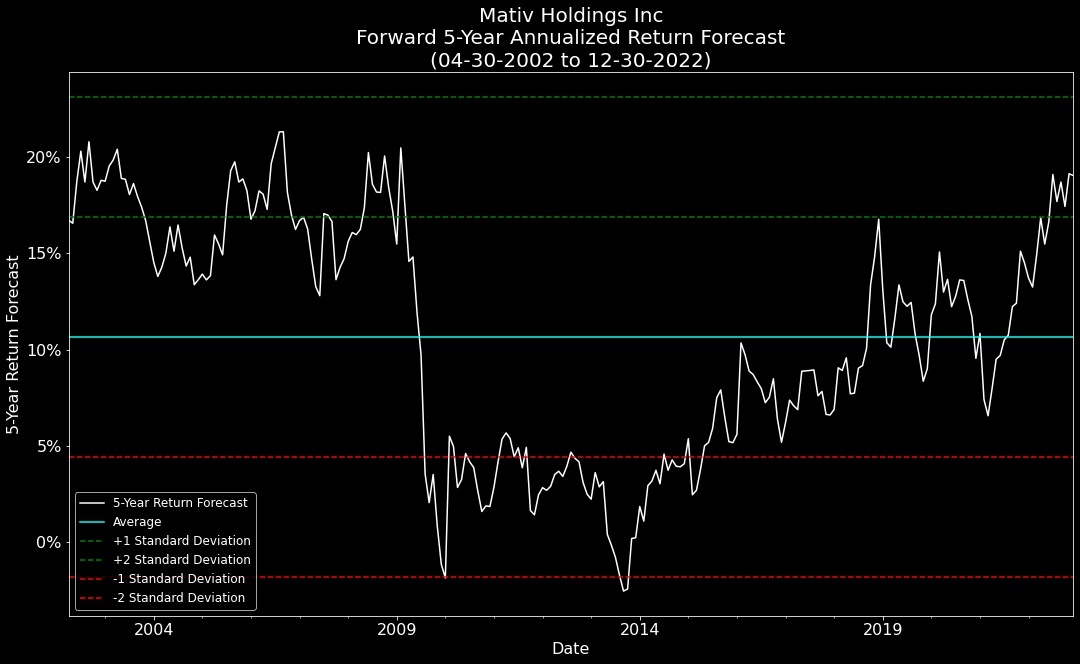 Mativ Holdings Inc
Forward 5-Year Annualized Return Forecast
(04-30-2002 to 12-30-2022)
20%
15%
10%
5%
0%
5-Year Return Forecast
5-Year Return Forecast
Average
+1 Standard Deviation
+2 Standard Deviation
-1 Standard Deviation
-2 Standard Deviation
2004
2009
2014
2019
Date